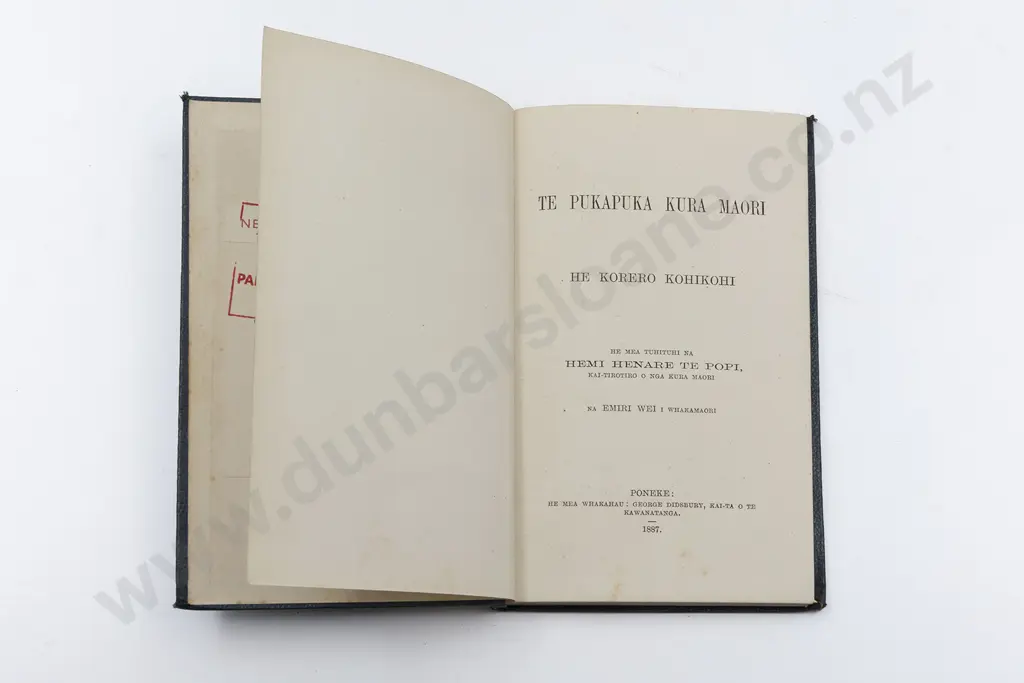 NE
PA
TE PUKAPUKA KURA MAORI
HE KORERO KOHIKOHI
HE MEA TUHITUHI NA
HEMI HENARE TE POPI,
KAI-TIROTIRO O NGA KURA MAORI
NA EMIRI WEI I WHAKAMAORI
PONEKE:
HE MEA WHAKAHAU: GEORGE DIDSBURY, KAI-TA O TE
KAWANATANGA.
1887.
www.dunbarsloane.co.nz